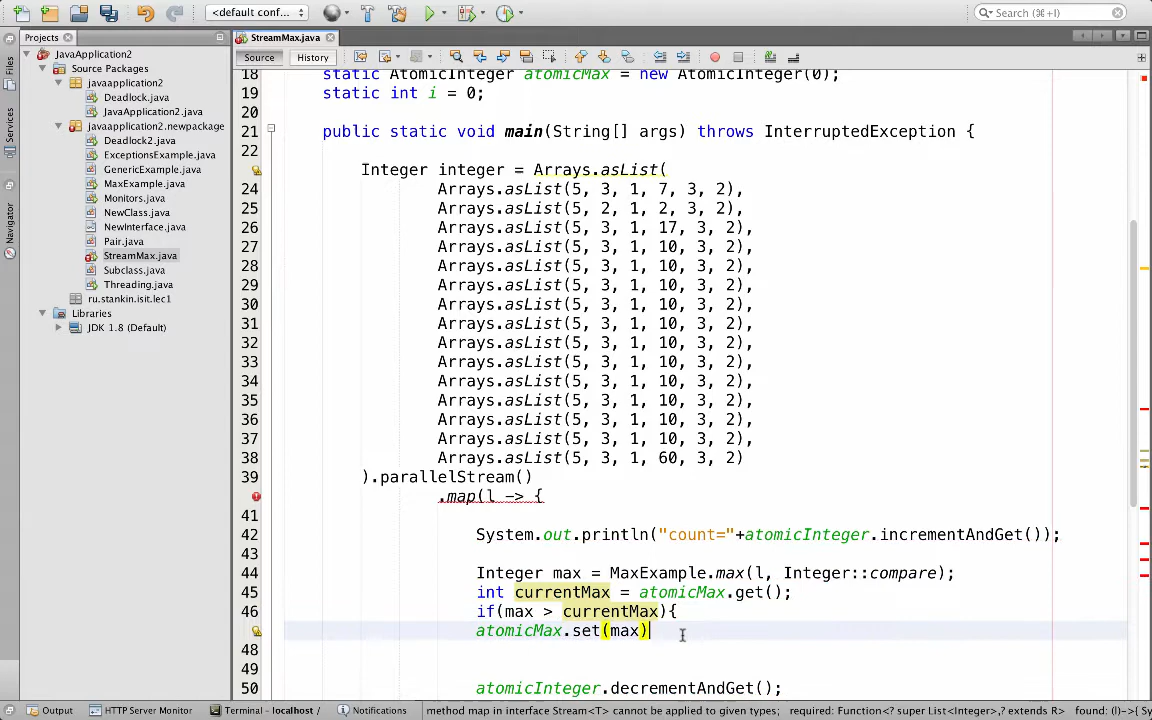 <default conf...
Search (⌘+I)
Projects
StreamMax.java
Files
Services
Navigator
JavaApplication2
Source Packages
javaapplication2
Deadlock.java
JavaApplication2.java
javaapplication2.newpackage
Deadlock2.java
ExceptionsExample.java
GenericExample.java
MaxExample.java
Monitors.java
NewClass.java
NewInterface.java
Pair.java
StreamMax.java
Subclass.java
Threading.java
ru.stankin.isit.lec1
Libraries
JDK 1.8 (Default)
Source History
18 static AtomicInteger atomicMax = new AtomicInteger(0);
19 static int i = 0;
20
21 public static void main(String[] args) throws InterruptedException {
22
Integer integer = Arrays.asList(
24 Arrays.asList(5, 3, 1, 7, 3, 2),
25 Arrays.asList(5, 2, 1, 2, 3, 2),
26 Arrays.asList(5, 3, 1, 17, 3, 2),
27 Arrays.asList(5, 3, 1, 10, 3, 2),
28 Arrays.asList(5, 3, 1, 10, 3, 2),
29 Arrays.asList(5, 3, 1, 10, 3, 2),
30 Arrays.asList(5, 3, 1, 10, 3, 2),
31 Arrays.asList(5, 3, 1, 10, 3, 2),
32 Arrays.asList(5, 3, 1, 10, 3, 2),
33 Arrays.asList(5, 3, 1, 10, 3, 2),
34 Arrays.asList(5, 3, 1, 10, 3, 2),
35 Arrays.asList(5, 3, 1, 10, 3, 2),
36 Arrays.asList(5, 3, 1, 10, 3, 2),
37 Arrays.asList(5, 3, 1, 10, 3, 2),
38 Arrays.asList(5, 3, 1, 60, 3, 2)
39 ).parallelStream()
.map(l -> {
41
42 System.out.println("count="+atomicInteger.incrementAndGet());
43
44 Integer max = MaxExample.max(l, Integer::compare);
45 int currentMax = atomicMax.get();
46 if(max > currentMax){
atomicMax.set(max)
48
49
50 atomicInteger.decrementAndGet();
Output
HTTP Server Monitor
Terminal - localhost /
Notifications
method map in interface Stream<T> cannot be applied to given types; required: Function<? super List<Integer>,? extends R> found: (l)->{ Sy